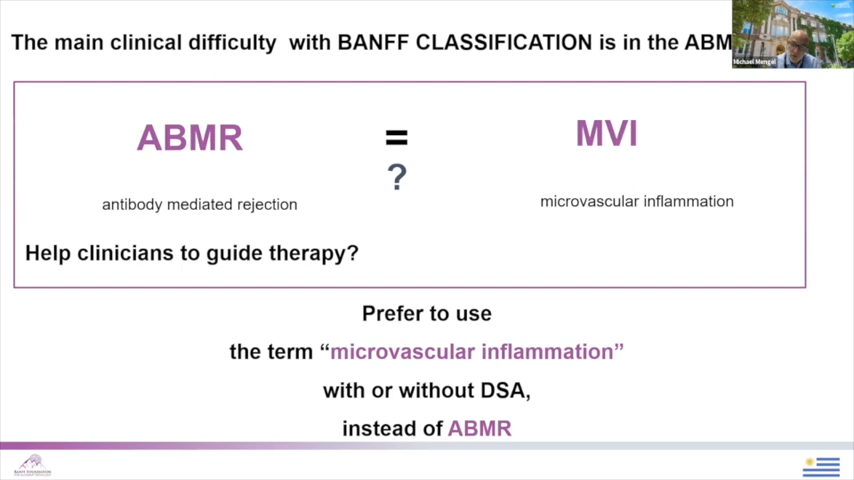 The main clinical difficulty with BANFF CLASSIFICATION is in the ABM
Michael Mengel
ABMR = MVI
?
antibody mediated rejection microvascular inflammation
Help clinicians to guide therapy?
Prefer to use
the term “microvascular inflammation”
with or without DSA,
instead of ABMR
BANFF FOUNDATION